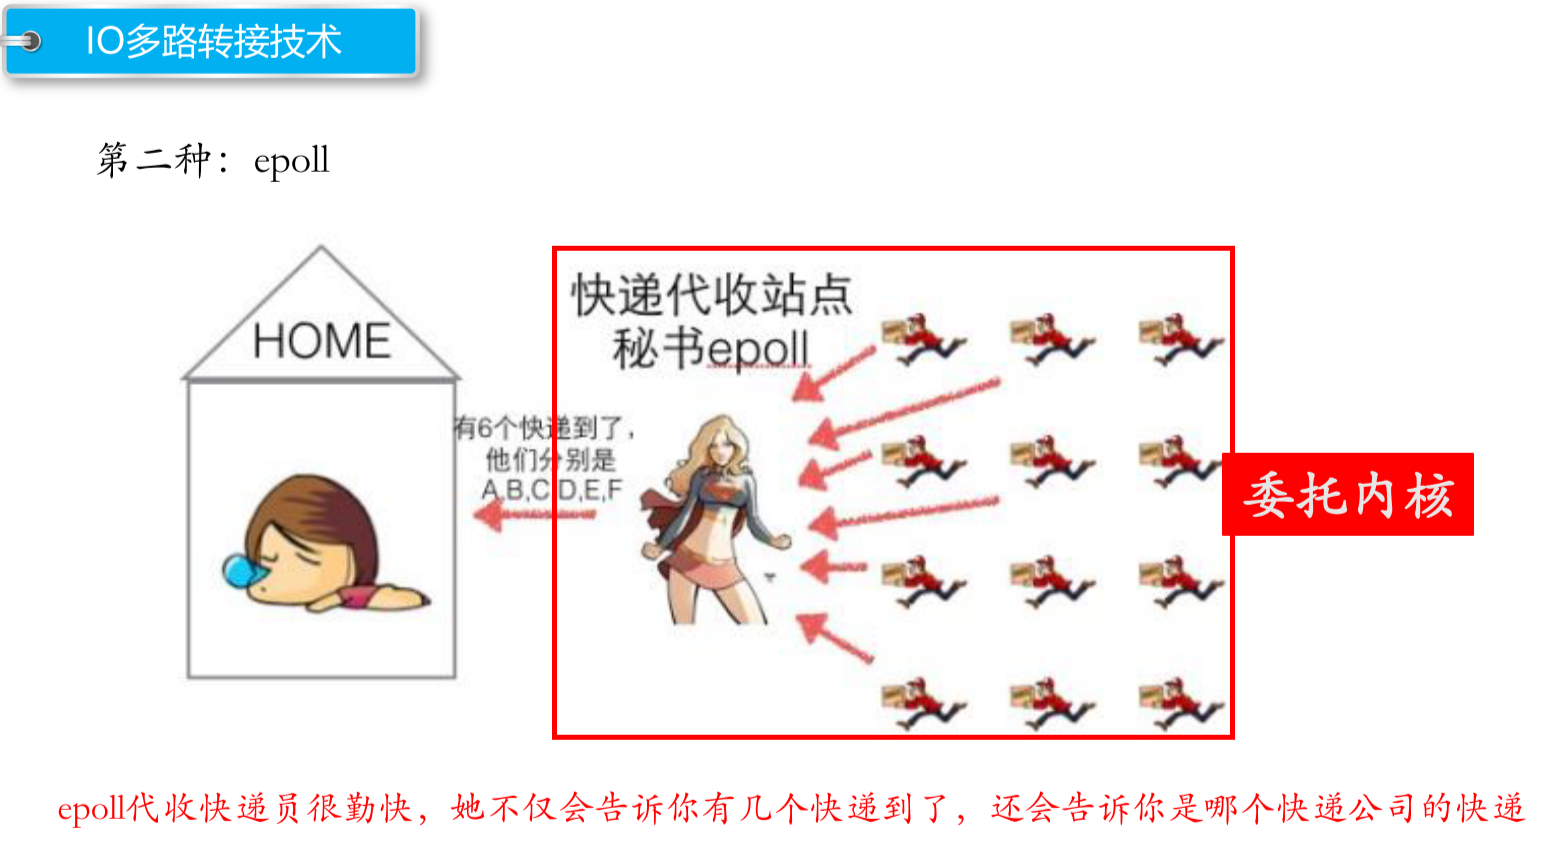 IO多路转接技术
第二种：epoll
HOME
快递代收站点
秘书epoll
有6个快递到了，
他们分别是
A,B,C,D,E,F
委托内核
epoll代收快递员很勤快，她不仅会告诉你有几个快递到了，还会告诉你是哪个快递公司的快递